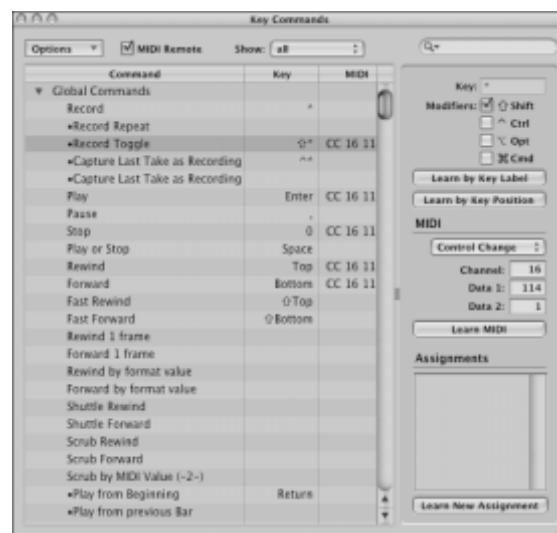 Key Commands
Options ▼ ☑ MIDI Remote Show: all
Command Key MIDI
▼ Global Commands
Record *
•Record Repeat
•Record Toggle ⇧* CC 16 11
•Capture Last Take as Recording ^*
•Capture Last Take as Recording
Play Enter CC 16 11
Pause .
Stop 0 CC 16 11
Play or Stop Space
Rewind Top CC 16 11
Forward Bottom CC 16 11
Fast Rewind ⇧Top
Fast Forward ⇧Bottom
Rewind 1 frame
Forward 1 frame
Rewind by format value
Forward by format value
Shuttle Rewind
Shuttle Forward
Scrub Rewind
Scrub Forward
Scrub by MIDI Value (-2-)
•Play from Beginning Return
•Play from previous Bar
Key: *
Modifiers: ☑ ⇧ Shift
^ Ctrl
⌥ Opt
⌘ Cmd
Learn by Key Label
Learn by Key Position
MIDI
Control Change
Channel: 16
Data 1: 114
Data 2: 1
Learn MIDI
Assignments
Learn New Assignment